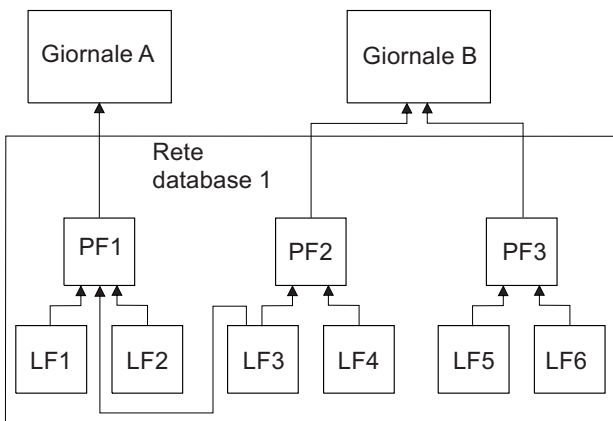 Giornale A
Giornale B
Rete
database 1
PF1
PF2
PF3
LF1
LF2
LF3
LF4
LF5
LF6